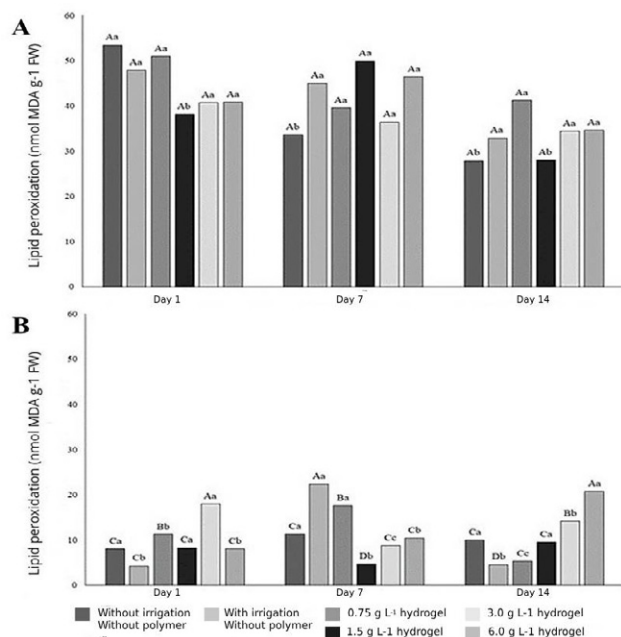 A
Lipid peroxidation (nmol MDA g-1 FW)
60
50
40
30
20
10
0
Aa Aa Aa Ab Aa Aa
Ab Aa Aa Aa Aa Aa
Ab Ab Aa Ab Aa Aa
Day 1 Day 7 Day 14
B
Lipid peroxidation (nmol MDA g-1 FW)
60
50
40
30
20
10
0
Ca Cb Bb Ca Aa Cb
Ca Aa Ba Db Cc Cb
Ca Db Cc Ca Bb Aa
Day 1 Day 7 Day 14
Without irrigation
Without polymer
With irrigation
Without polymer
0.75 g L-1 hydrogel
1.5 g L-1 hydrogel
3.0 g L-1 hydrogel
6.0 g L-1 hydrogel